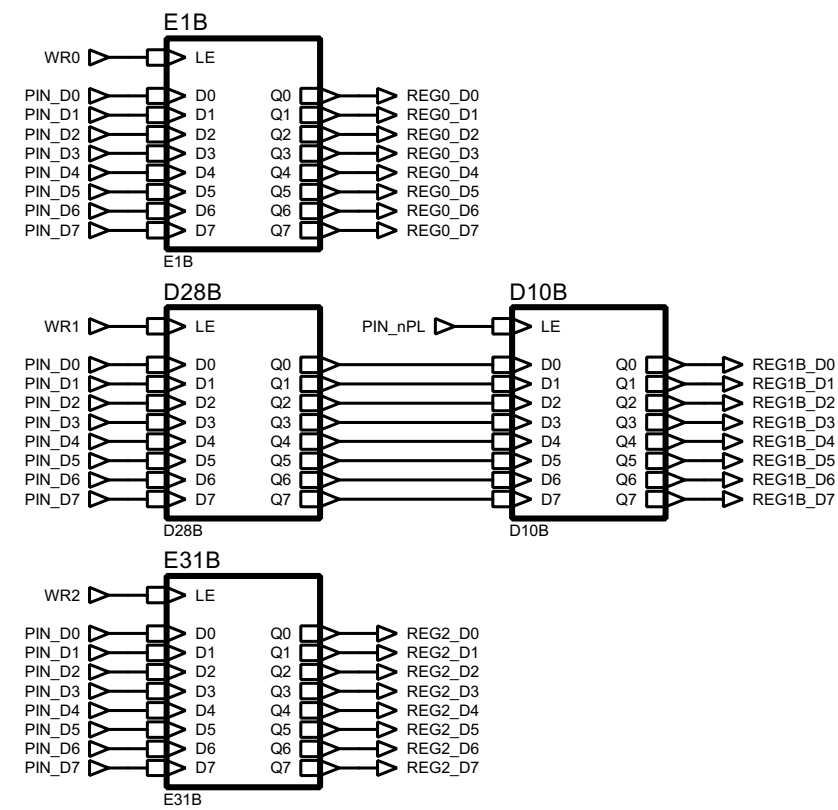 E1B
WR0 LE
PIN_D0 D0 Q0 REG0_D0
PIN_D1 D1 Q1 REG0_D1
PIN_D2 D2 Q2 REG0_D2
PIN_D3 D3 Q3 REG0_D3
PIN_D4 D4 Q4 REG0_D4
PIN_D5 D5 Q5 REG0_D5
PIN_D6 D6 Q6 REG0_D6
PIN_D7 D7 Q7 REG0_D7
E1B
D28B D10B
WR1 LE PIN_nPL LE
PIN_D0 D0 Q0 D0 Q0 REG1B_D0
PIN_D1 D1 Q1 D1 Q1 REG1B_D1
PIN_D2 D2 Q2 D2 Q2 REG1B_D2
PIN_D3 D3 Q3 D3 Q3 REG1B_D3
PIN_D4 D4 Q4 D4 Q4 REG1B_D4
PIN_D5 D5 Q5 D5 Q5 REG1B_D5
PIN_D6 D6 Q6 D6 Q6 REG1B_D6
PIN_D7 D7 Q7 D7 Q7 REG1B_D7
D28B D10B
E31B
WR2 LE
PIN_D0 D0 Q0 REG2_D0
PIN_D1 D1 Q1 REG2_D1
PIN_D2 D2 Q2 REG2_D2
PIN_D3 D3 Q3 REG2_D3
PIN_D4 D4 Q4 REG2_D4
PIN_D5 D5 Q5 REG2_D5
PIN_D6 D6 Q6 REG2_D6
PIN_D7 D7 Q7 REG2_D7
E31B